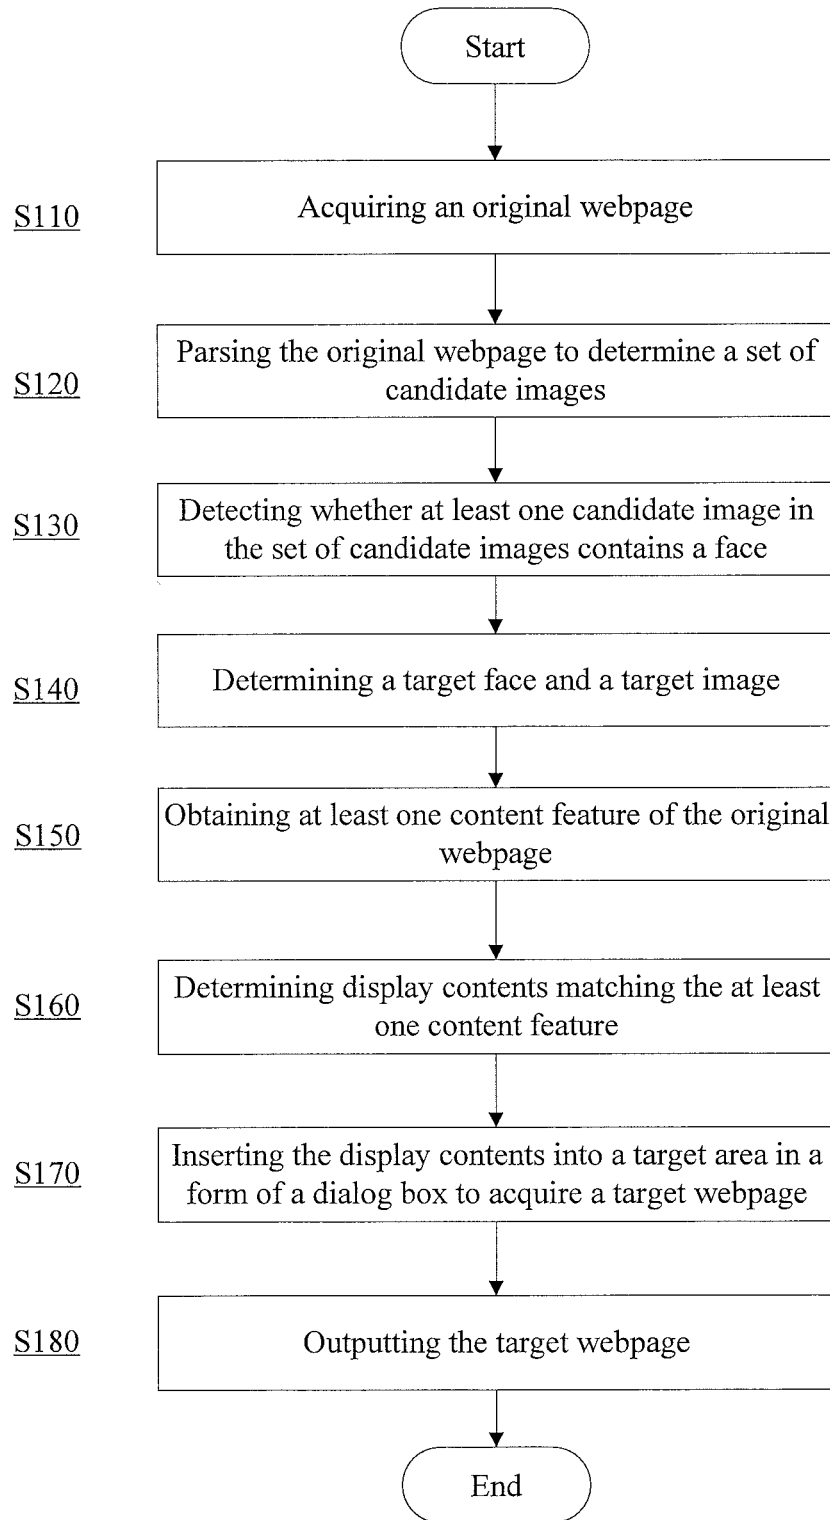 Start
S110
Acquiring an original webpage
S120
Parsing the original webpage to determine a set of
candidate images
S130
Detecting whether at least one candidate image in
the set of candidate images contains a face
S140
Determining a target face and a target image
S150
Obtaining at least one content feature of the original
webpage
S160
Determining display contents matching the at least
one content feature
S170
Inserting the display contents into a target area in a
form of a dialog box to acquire a target webpage
S180
Outputting the target webpage
End